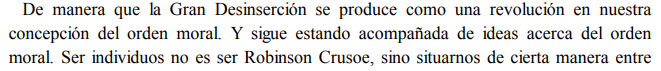 De manera que la Gran Desinserción se produce como una revolución en nuestra
concepción del orden moral. Y sigue estando acompañada de ideas acerca del orden
moral. Ser individuos no es ser Robinson Crusoe, sino situarnos de cierta manera entre